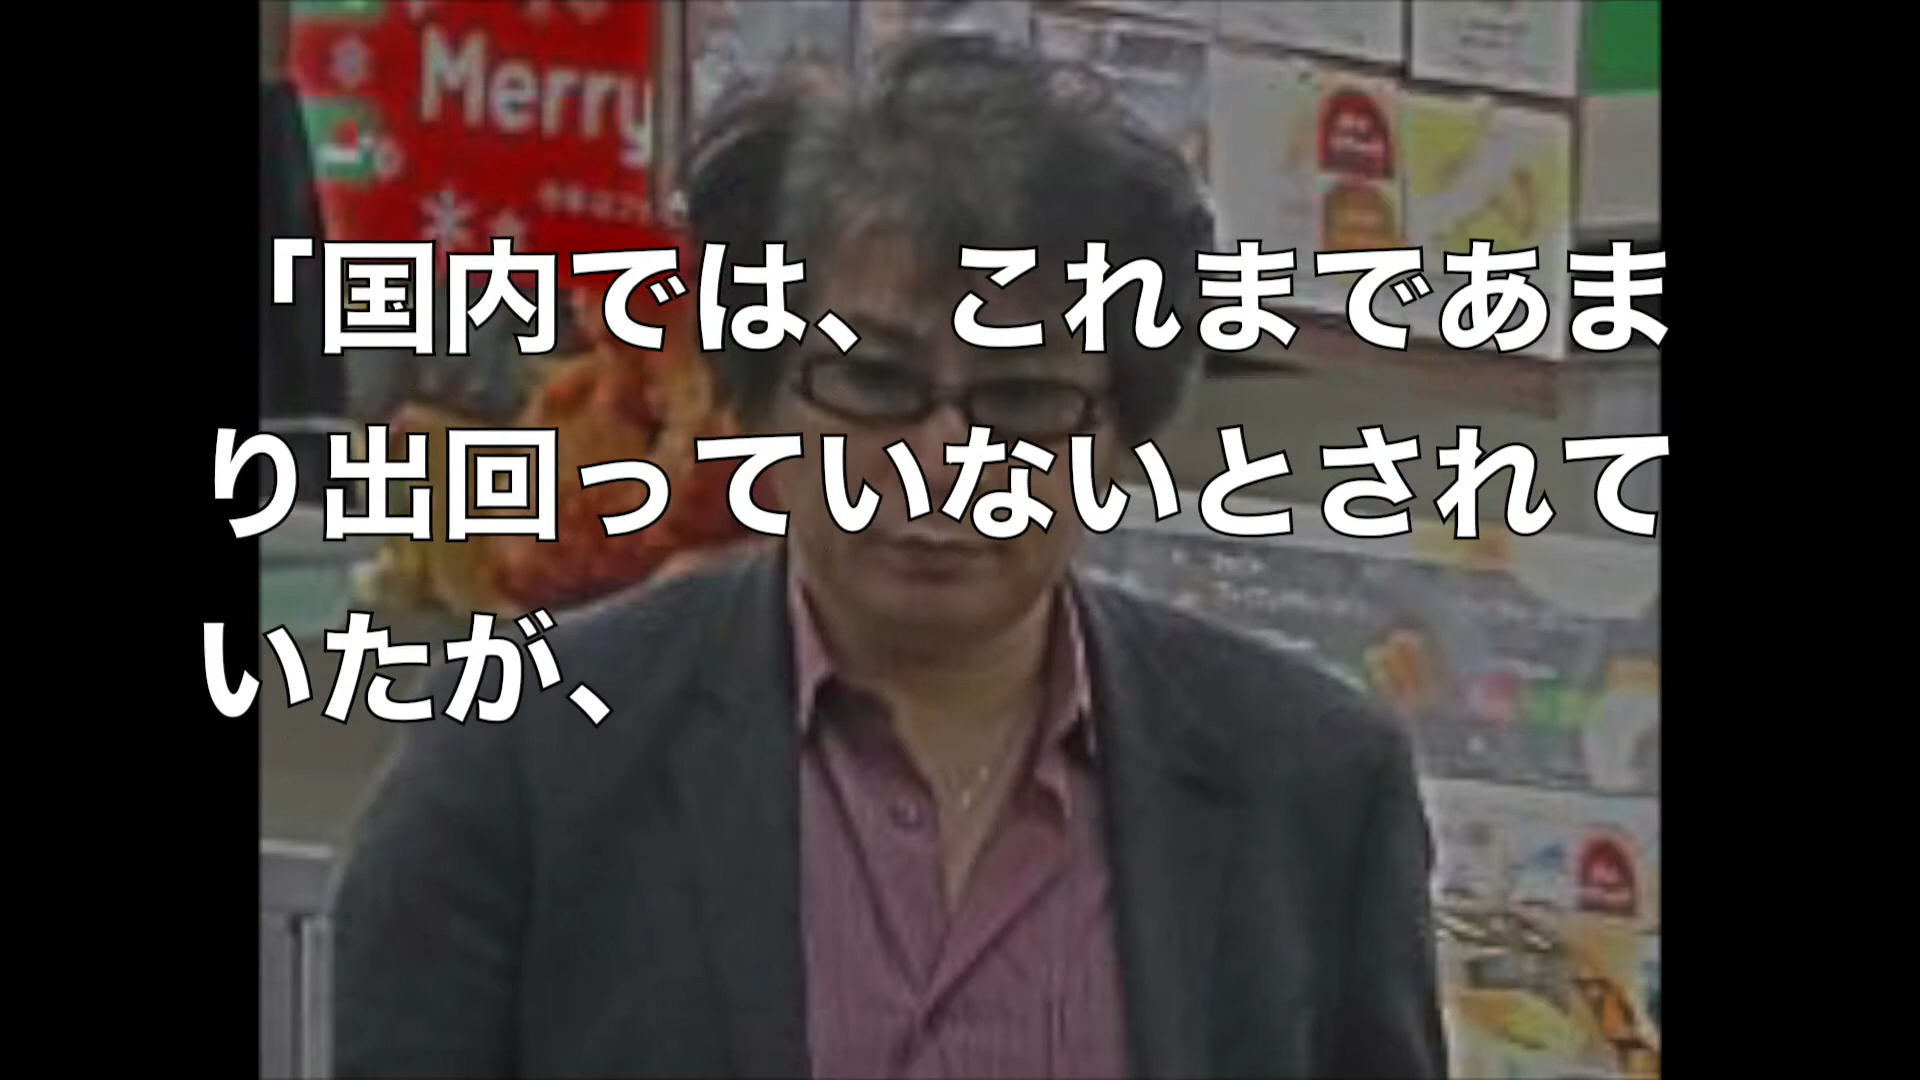 Merry
「国内では、これまであま
り出回っていないとされて
いたが、